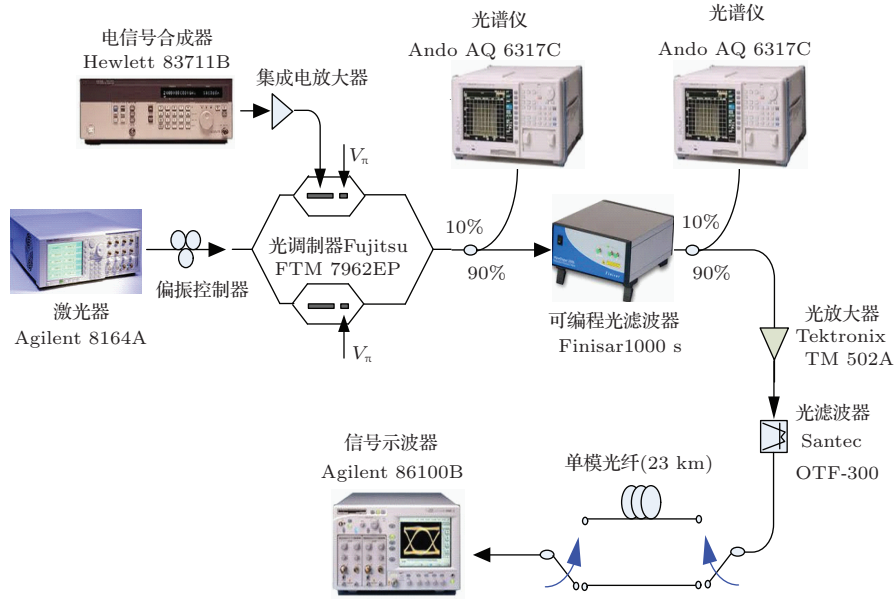 电信号合成器
Hewlett 83711B
集成电放大器
光谱仪
Ando AQ 6317C
光谱仪
Ando AQ 6317C
Vπ
10%
90%
10%
90%
光调制器Fujitsu
FTM 7962EP
偏振控制器
激光器
Agilent 8164A
Vπ
可编程光滤波器
Finisar1000 s
光放大器
Tektronix
TM 502A
光滤波器
Santec
OTF-300
单模光纤(23 km)
信号示波器
Agilent 86100B